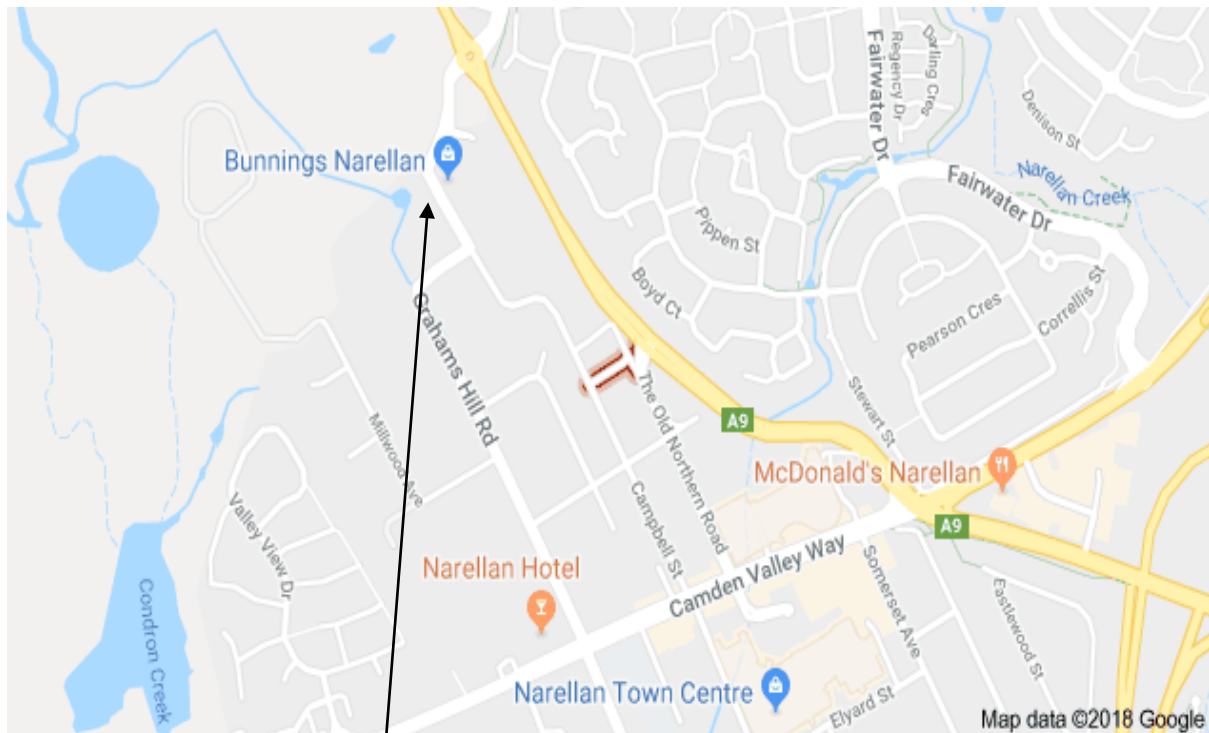 Fairwater Dr
Regency Dr
Darling Cres
Denison St
Bunnings Narellan
Narellan Creek
Fairwater Dr
Pippen St
Boyd Ct
Correllis St
Pearson Cres
Grahams Hill Rd
The Old Northern Road
Stewart St
Millwood Ave
A9
McDonald's Narellan
Valley View Dr
Campbell St
A9
Camden Valley Way
Narellan Hotel
Somerset Ave
Eastlewood St
Condron Creek
Narellan Town Centre
Elyard St
Map data ©2018 Google